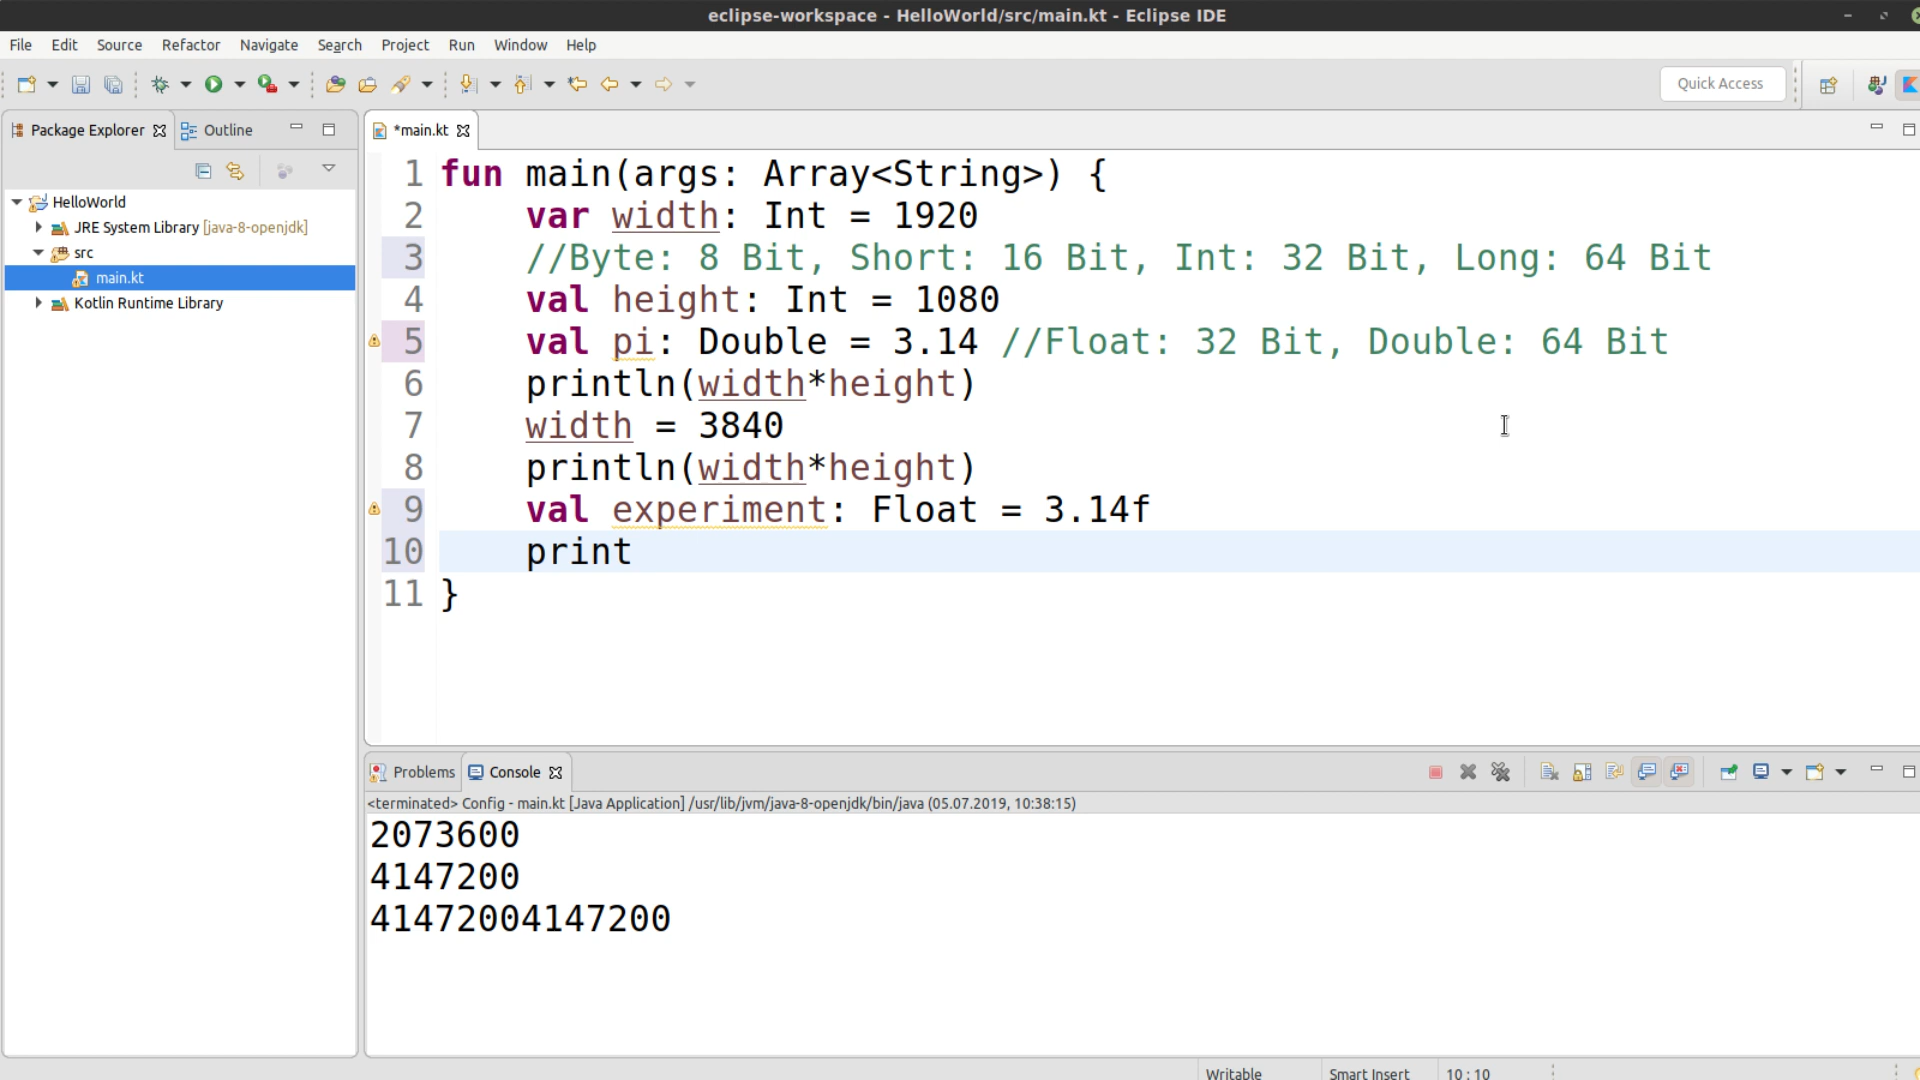 eclipse-workspace - HelloWorld/src/main.kt - Eclipse IDE
File Edit Source Refactor Navigate Search Project Run Window Help
Quick Access
Package Explorer Outline
*main.kt
HelloWorld
JRE System Library [java-8-openjdk]
src
main.kt
Kotlin Runtime Library
1 fun main(args: Array<String>) {
2 var width: Int = 1920
3 //Byte: 8 Bit, Short: 16 Bit, Int: 32 Bit, Long: 64 Bit
4 val height: Int = 1080
5 val pi: Double = 3.14 //Float: 32 Bit, Double: 64 Bit
6 println(width*height)
7 width = 3840
8 println(width*height)
9 val experiment: Float = 3.14f
10 print
11 }
Problems Console
<terminated> Config - main.kt [Java Application] /usr/lib/jvm/java-8-openjdk/bin/java (05.07.2019, 10:38:15)
2073600
4147200
41472004147200
Writable Smart Insert 10 : 10